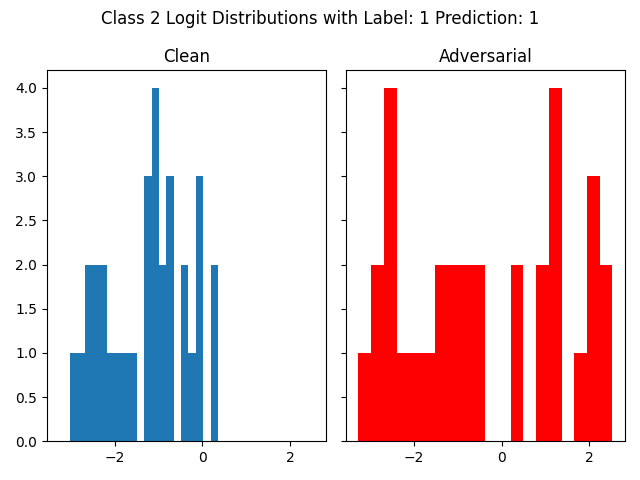 Class 2 Logit Distributions with Label: 1 Prediction: 1
Clean
Adversarial
4.0
3.5
3.0
2.5
2.0
1.5
1.0
0.5
0.0
−2 0 2
−2 0 2